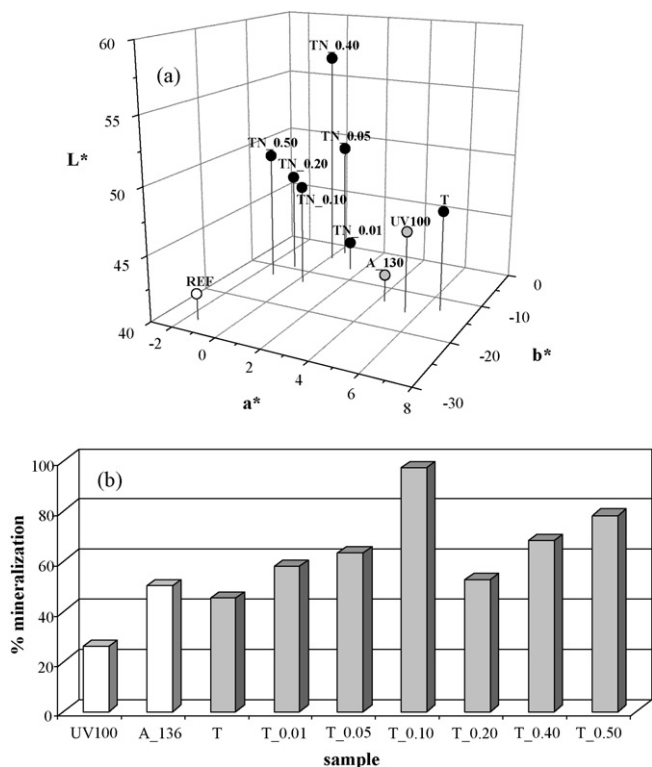 60
TN_0.40
(a)
55
TN_0.50
TN_0.05
L*
TN_0.20
50
TN_0.10
T
UV100
TN_0.01
45
A_130
REF
0
40
-10
-2
0
-20
b*
2
4
a*
6
-30
8
100
(b)
80
60
% mineralization
40
20
0
UV100 A_136 T T_0.01 T_0.05 T_0.10 T_0.20 T_0.40 T_0.50
sample